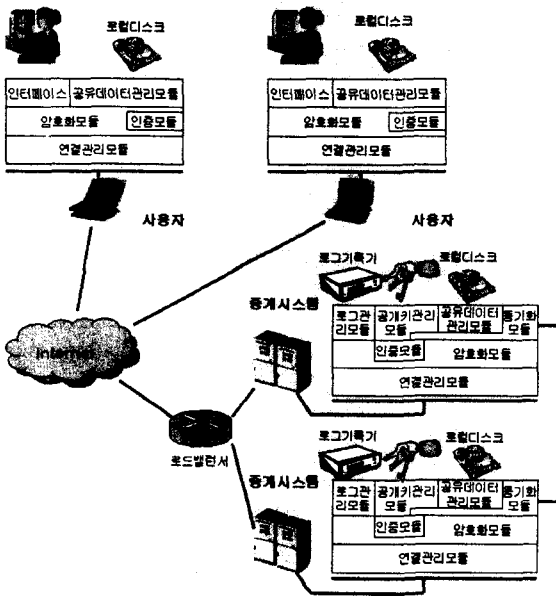 로컬디스크
로컬디스크
인터페이스 공유데이터관리모듈
암호화모듈 인증모듈
연결관리모듈
인터페이스 공유데이터관리모듈
암호화모듈 인증모듈
연결관리모듈
사용자
사용자
로그기록기
로컬디스크
중계시스템
로그관리모듈 공개키관리모듈 공유데이터관리모듈 동기화모듈
인증모듈 암호화모듈
연결관리모듈
Internet
로드밸런서
로그기록기
로컬디스크
중계시스템
로그관리모듈 공개키관리모듈 공유데이터관리모듈 동기화모듈
인증모듈 암호화모듈
연결관리모듈